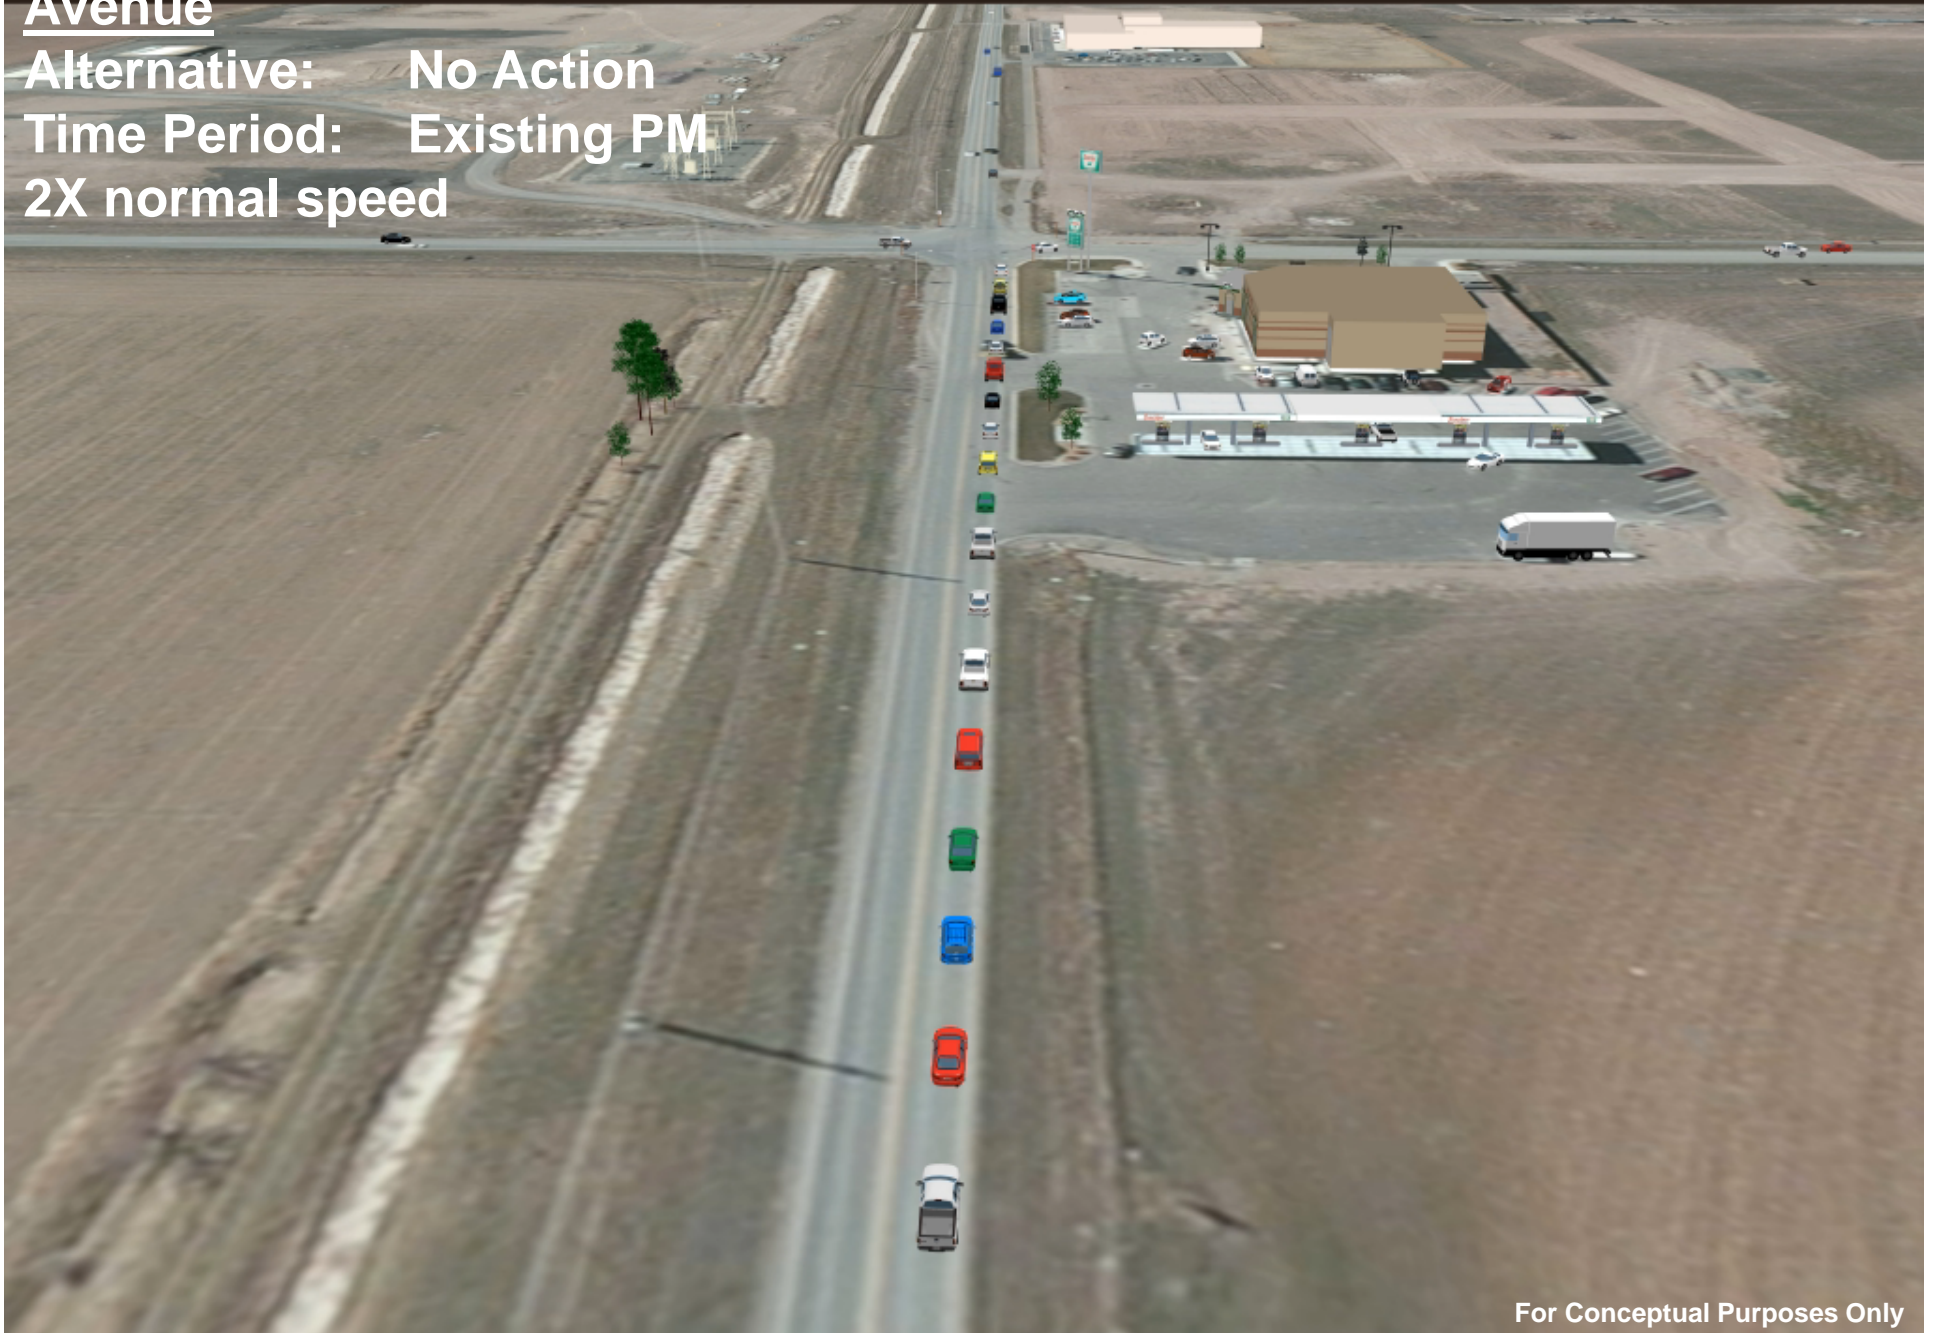 Avenue
Alternative: No Action
Time Period: Existing PM
2X normal speed
For Conceptual Purposes Only